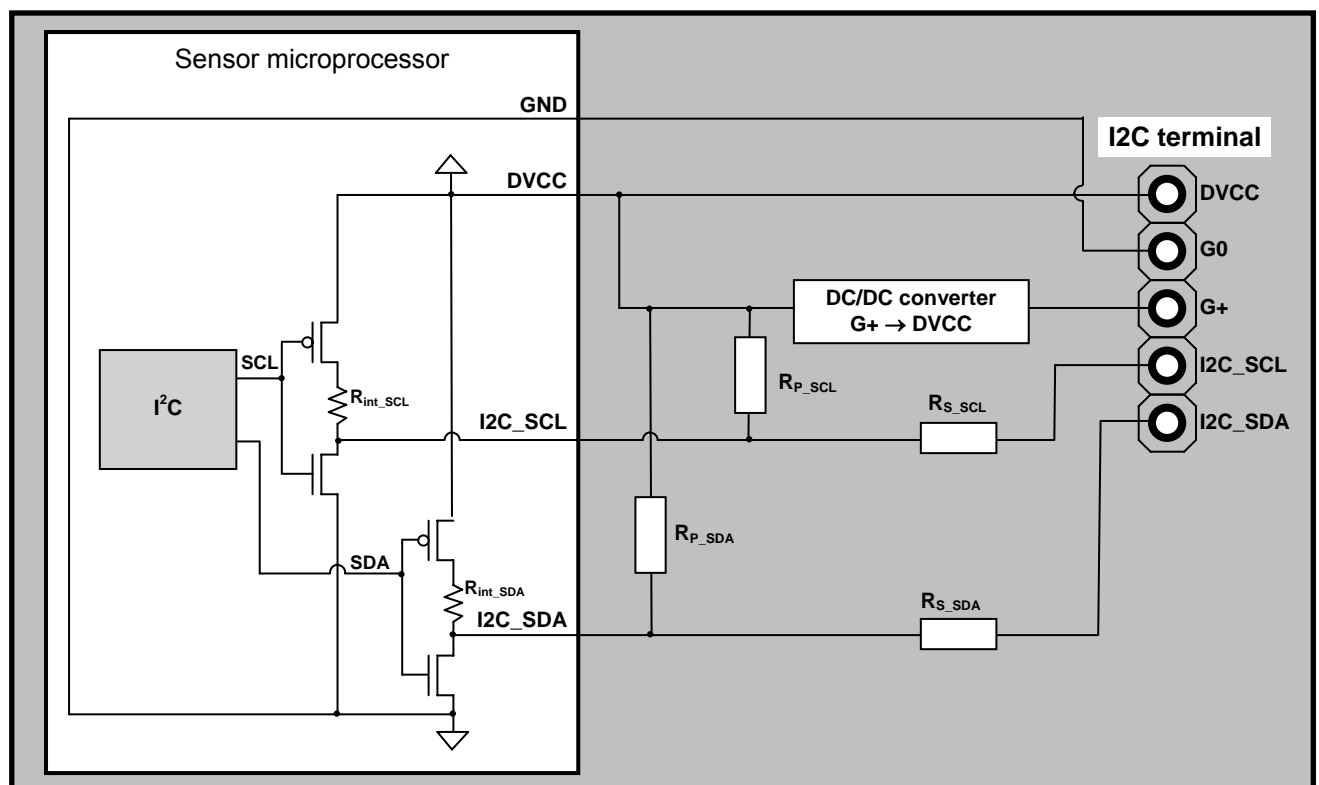 Sensor microprocessor
GND
I2C terminal
DVCC
DVCC
G0
DC/DC converter
G+ → DVCC
G+
SCL
I²C
R_int_SCL
R_P_SCL
I2C_SCL
R_S_SCL
I2C_SCL
I2C_SDA
R_P_SDA
SDA
R_int_SDA
I2C_SDA
R_S_SDA